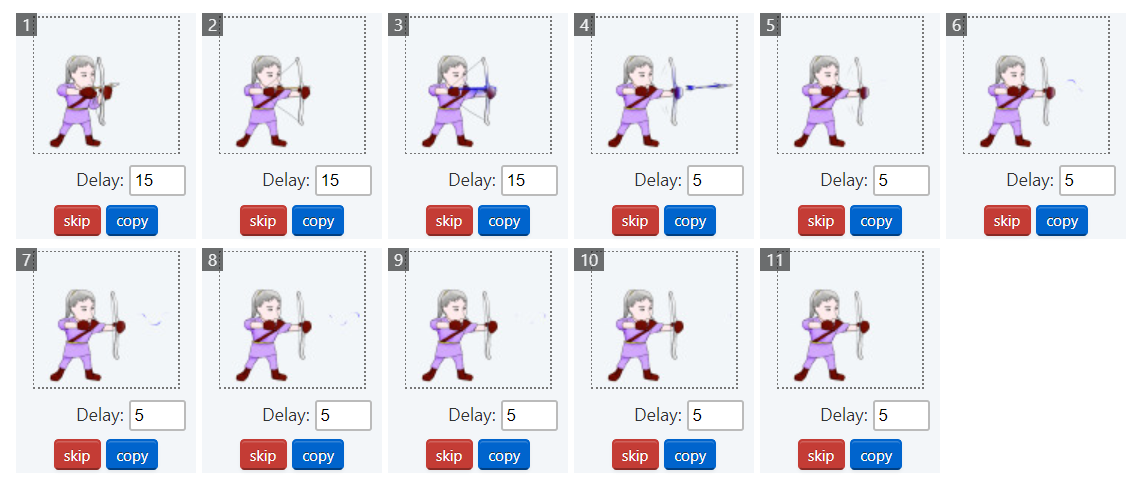 1 2 3 4 5 6
Delay: 15 Delay: 15 Delay: 15 Delay: 5 Delay: 5 Delay: 5
skip copy skip copy skip copy skip copy skip copy skip copy
7 8 9 10 11
Delay: 5 Delay: 5 Delay: 5 Delay: 5 Delay: 5
skip copy skip copy skip copy skip copy skip copy